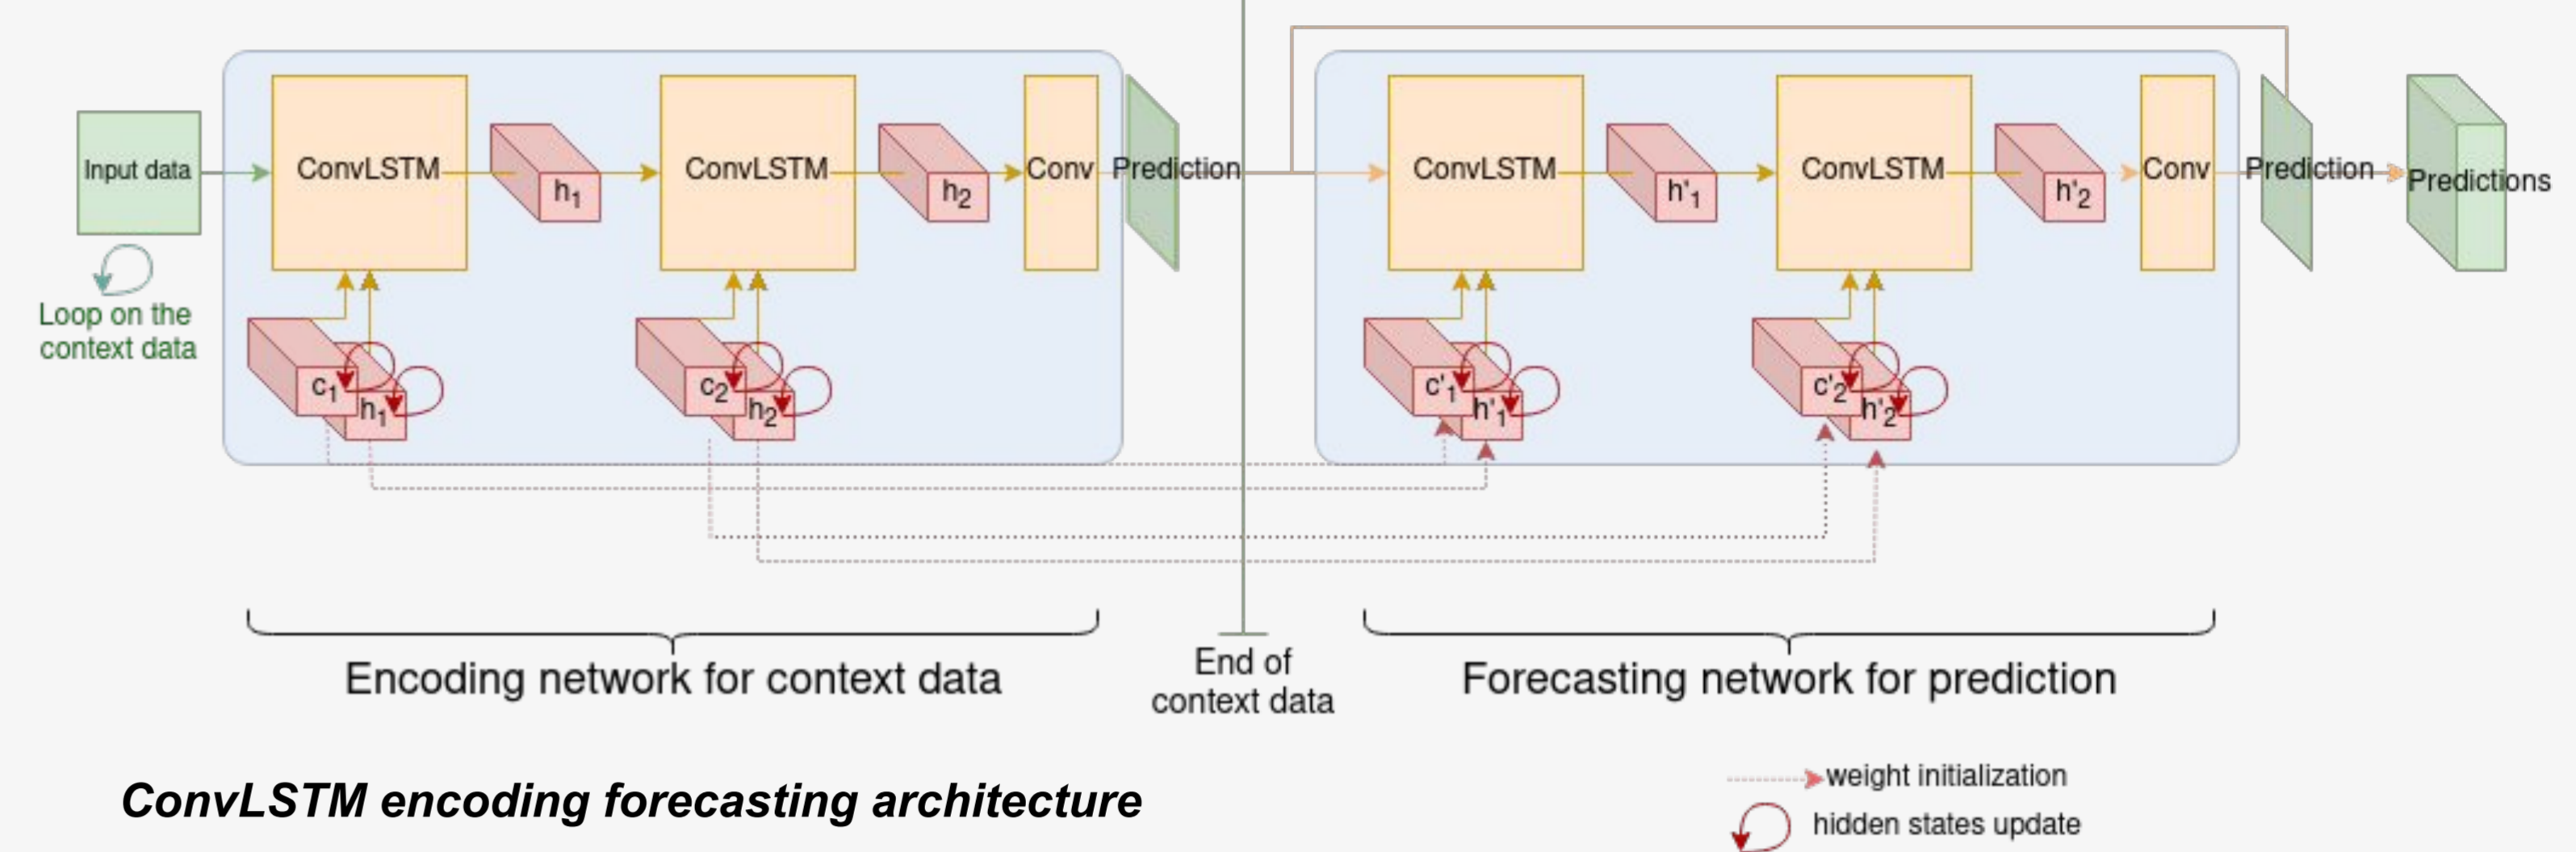 Input data
Loop on the
context data
ConvLSTM
h1
ConvLSTM
h2
Conv
Prediction
c1
h1
c2
h2
ConvLSTM
h'1
ConvLSTM
h'2
Conv
Prediction
Predictions
c'1
h'1
c'2
h'2
Encoding network for context data
End of
context data
Forecasting network for prediction
ConvLSTM encoding forecasting architecture
weight initialization
hidden states update